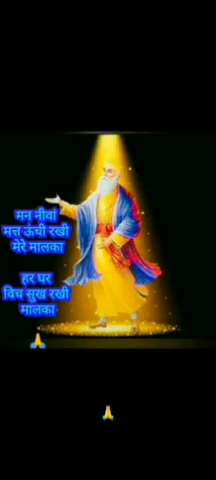 मन नीवां
मत्त ऊंची रखी
मेरे मालका
हर घर
विच सुख रखी
मालका
🙏
🙏